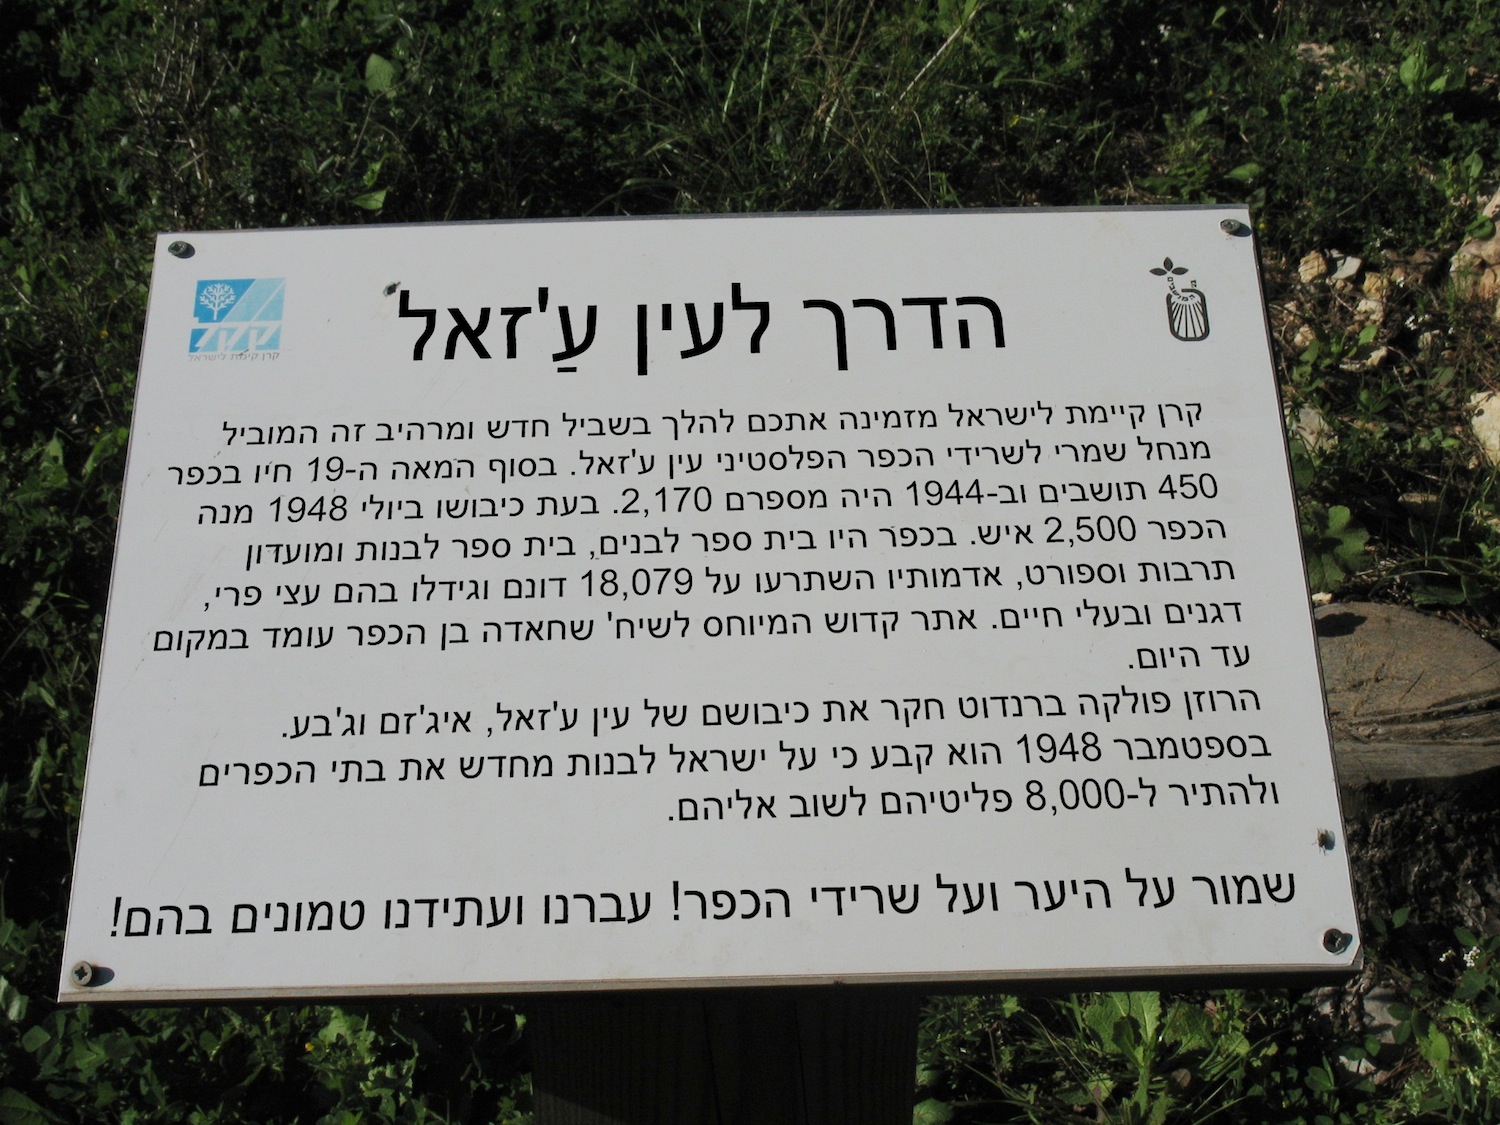 הדרך לעין עַ'זאל
קק"ל
קרן קימת לישראל
קרן קיימת לישראל מזמינה אתכם להלך בשביל חדש ומרהיב זה המוביל
מנחל שמרי לשרידי הכפר הפלסטיני עין ע'זאל. בסוף המאה ה-19 חיו בכפר
450 תושבים וב-1944 היה מספרם 2,170. בעת כיבושו ביולי 1948 מנה
הכפר 2,500 איש. בכפר היו בית ספר לבנים, בית ספר לבנות ומועדון
תרבות וספורט, אדמותיו השתרעו על 18,079 דונם וגידלו בהם עצי פרי,
דגנים ובעלי חיים. אתר קדוש המיוחס לשיח' שחאדה בן הכפר עומד במקום
עד היום.
הרוזן פולקה ברנדוט חקר את כיבושם של עין ע'זאל, איג'זם וג'בע.
בספטמבר 1948 הוא קבע כי על ישראל לבנות מחדש את בתי הכפרים
ולהתיר ל-8,000 פליטיהם לשוב אליהם.
שמור על היער ועל שרידי הכפר! עברנו ועתידנו טמונים בהם!